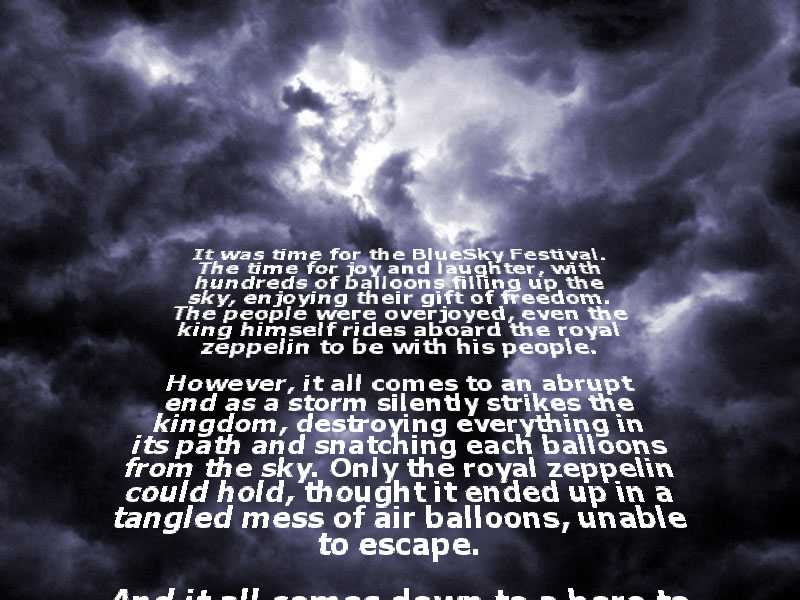 It was time for the BlueSky Festival.
The time for joy and laughter, with
hundreds of balloons filling up the
sky, enjoying their gift of freedom.
The people were overjoyed, even the
king himself rides aboard the royal
zeppelin to be with his people.
However, it all comes to an abrupt
end as a storm silently strikes the
kingdom, destroying everything in
its path and snatching each balloons
from the sky. Only the royal zeppelin
could hold, thought it ended up in a
tangled mess of air balloons, unable
to escape.
And it all comes down to a hero to